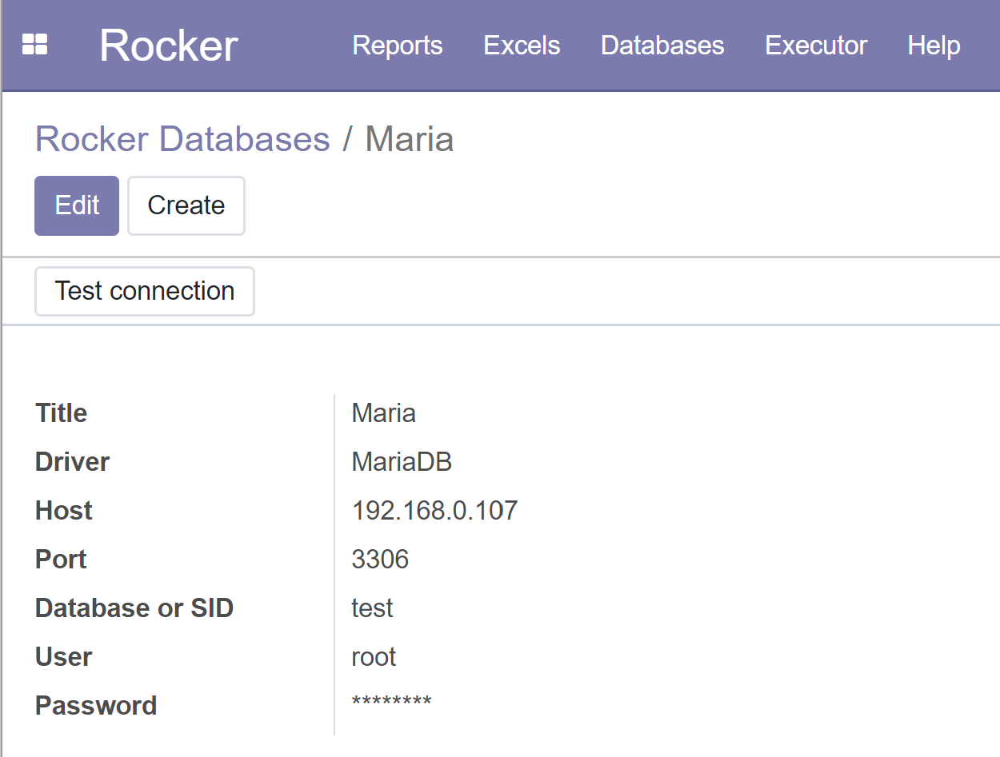 Rocker Reports Excels Databases Executor Help
Rocker Databases / Maria
Edit Create
Test connection
Title Maria
Driver MariaDB
Host 192.168.0.107
Port 3306
Database or SID test
User root
Password ********